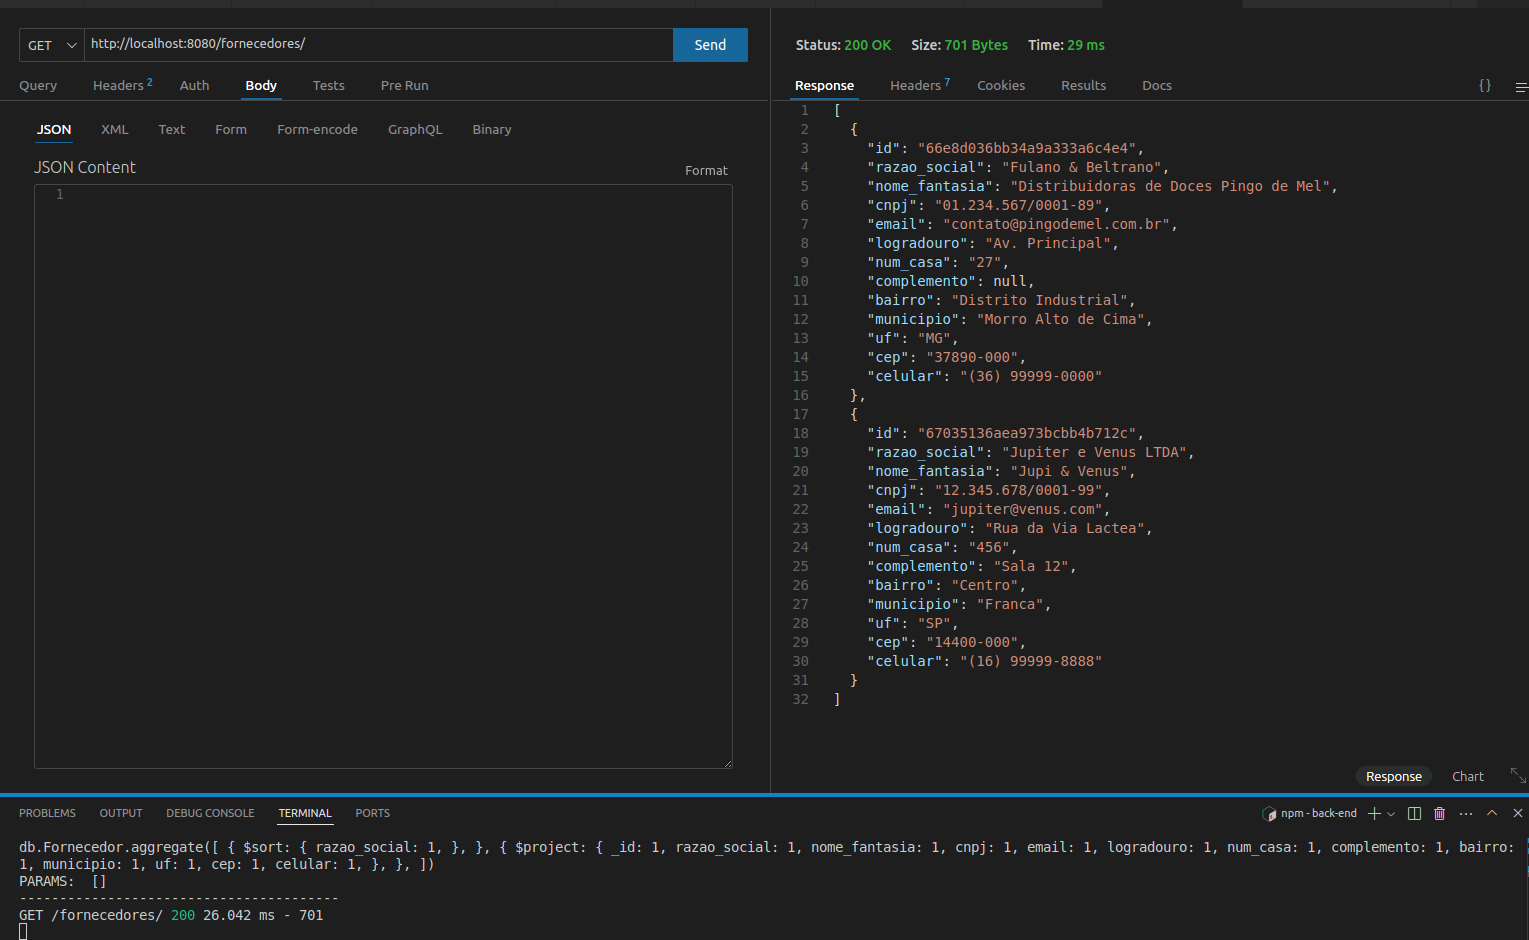 GET http://localhost:8080/fornecedores/ Send
Query Headers 2 Auth Body Tests Pre Run
JSON XML Text Form Form-encode GraphQL Binary
JSON Content Format
1
Status: 200 OK Size: 701 Bytes Time: 29 ms
Response Headers 7 Cookies Results Docs {}
1 [
2 {
3 "id": "66e8d036bb34a9a333a6c4e4",
4 "razao_social": "Fulano & Beltrano",
5 "nome_fantasia": "Distribuidoras de Doces Pingo de Mel",
6 "cnpj": "01.234.567/0001-89",
7 "email": "contato@pingodemel.com.br",
8 "logradouro": "Av. Principal",
9 "num_casa": "27",
10 "complemento": null,
11 "bairro": "Distrito Industrial",
12 "municipio": "Morro Alto de Cima",
13 "uf": "MG",
14 "cep": "37890-000",
15 "celular": "(36) 99999-0000"
16 },
17 {
18 "id": "67035136aea973bcbb4b712c",
19 "razao_social": "Jupiter e Venus LTDA",
20 "nome_fantasia": "Jupi & Venus",
21 "cnpj": "12.345.678/0001-99",
22 "email": "jupiter@venus.com",
23 "logradouro": "Rua da Via Lactea",
24 "num_casa": "456",
25 "complemento": "Sala 12",
26 "bairro": "Centro",
27 "municipio": "Franca",
28 "uf": "SP",
29 "cep": "14400-000",
30 "celular": "(16) 99999-8888"
31 }
32 ]
Response Chart
PROBLEMS OUTPUT DEBUG CONSOLE TERMINAL PORTS npm - back-end
db.Fornecedor.aggregate([ { $sort: { razao_social: 1, }, }, { $project: { _id: 1, razao_social: 1, nome_fantasia: 1, cnpj: 1, email: 1, logradouro: 1, num_casa: 1, complemento: 1, bairro:
1, municipio: 1, uf: 1, cep: 1, celular: 1, }, }, ])
PARAMS: []
--------------------------------------
GET /fornecedores/ 200 26.042 ms - 701